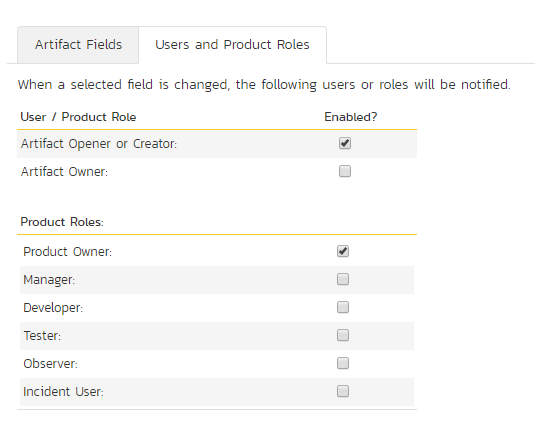 Artifact Fields Users and Product Roles
When a selected field is changed, the following users or roles will be notified.
User / Product Role Enabled?
Artifact Opener or Creator:
Artifact Owner:
Product Roles:
Product Owner:
Manager:
Developer:
Tester:
Observer:
Incident User: